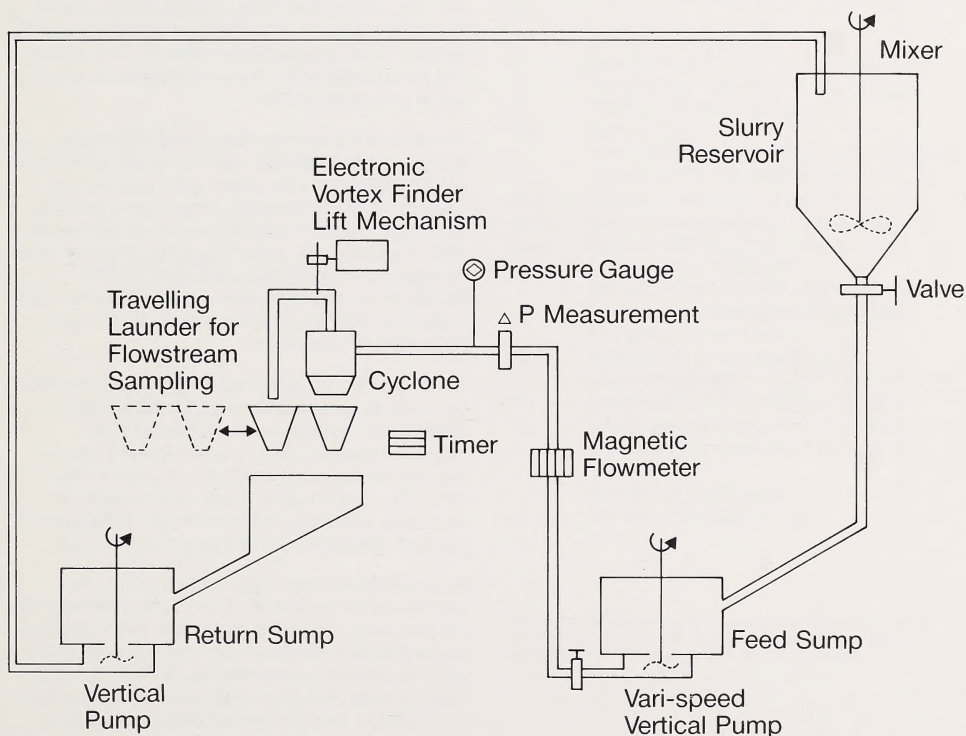 Mixer
Slurry
Reservoir
Electronic
Vortex Finder
Lift Mechanism
Pressure Gauge
Valve
Travelling
Launder for
Flowstream
Sampling
△ P Measurement
Cyclone
Timer
Magnetic
Flowmeter
Return Sump
Feed Sump
Vertical
Pump
Vari-speed
Vertical Pump